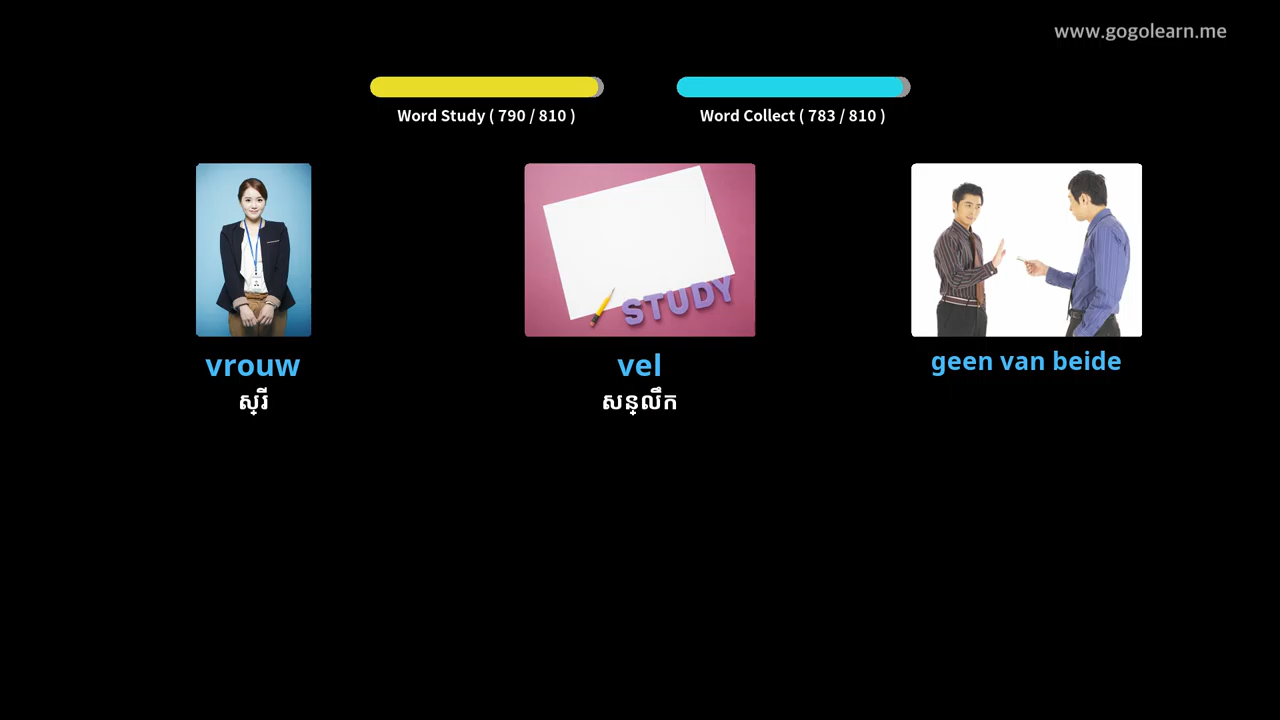 www.gogolearn.me
Word Study ( 790 / 810 )
Word Collect ( 783 / 810 )
STUDY
vrouw
vel
geen van beide
ស្រី
សន្លឹក